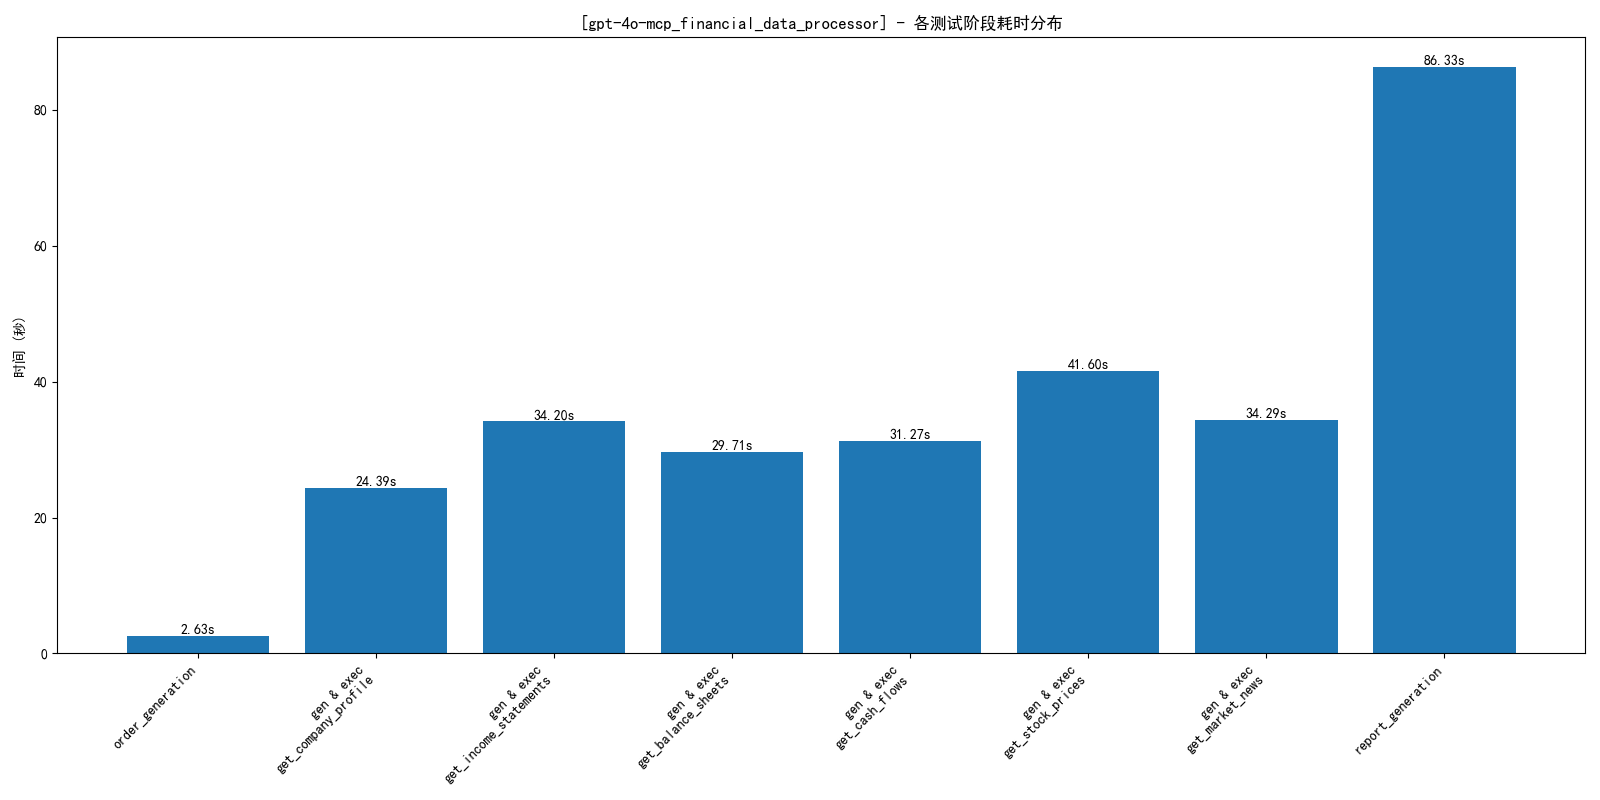 [gpt-4o-mcp_financial_data_processor] - 各测试阶段耗时分布
时间 (秒)
80
60
40
20
0
2.63s
24.39s
34.20s
29.71s
31.27s
41.60s
34.29s
86.33s
order_generation
gen & exec
get_company_profile
gen & exec
get_income_statements
gen & exec
get_balance_sheets
gen & exec
get_cash_flows
gen & exec
get_stock_prices
gen & exec
get_market_news
report_generation